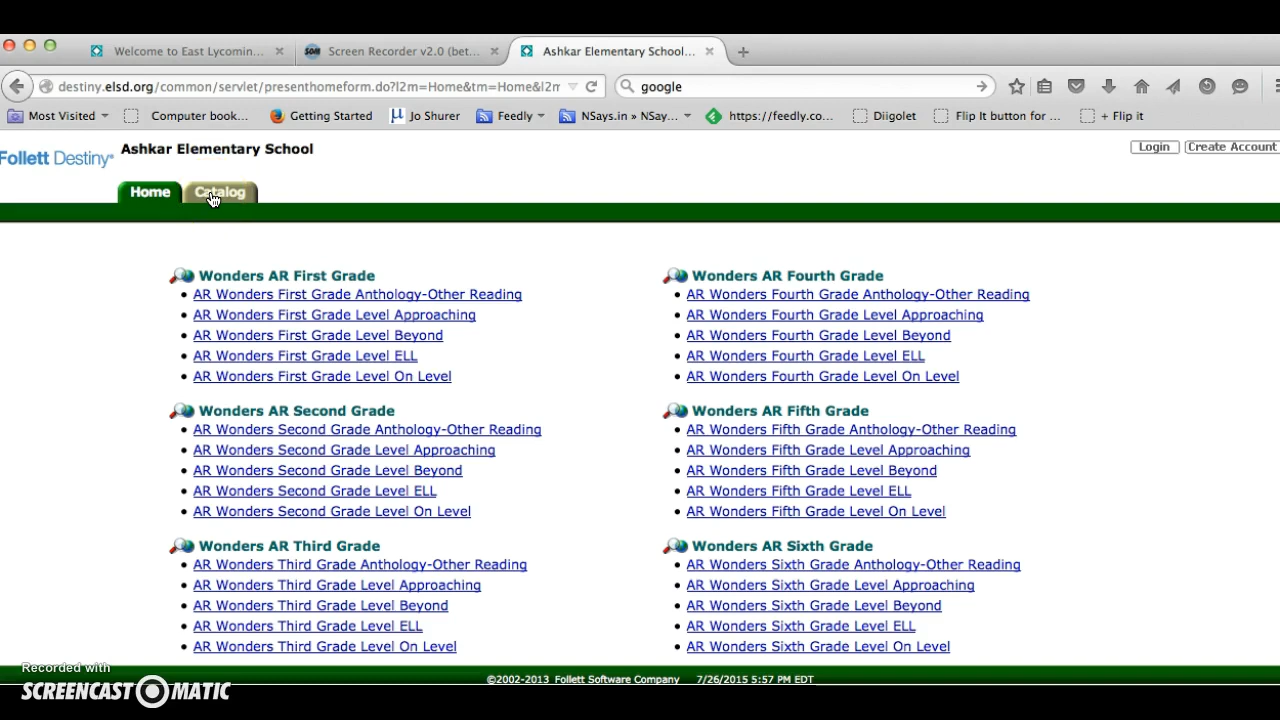 Welcome to East Lycomin...
Screen Recorder v2.0 (bet...
Ashkar Elementary School...
destiny.elsd.org/common/servlet/presenthomeform.do?l2m=Home&tm=Home&l2m
google
Most Visited
Computer book...
Getting Started
Jo Shurer
Feedly
NSays.in » NSay...
https://feedly.co...
Diigolet
Flip It button for ...
+ Flip it
Follett Destiny®
Ashkar Elementary School
Login
Create Account
Home
Catalog
Wonders AR First Grade
AR Wonders First Grade Anthology-Other Reading
AR Wonders First Grade Level Approaching
AR Wonders First Grade Level Beyond
AR Wonders First Grade Level ELL
AR Wonders First Grade Level On Level
Wonders AR Second Grade
AR Wonders Second Grade Anthology-Other Reading
AR Wonders Second Grade Level Approaching
AR Wonders Second Grade Level Beyond
AR Wonders Second Grade Level ELL
AR Wonders Second Grade Level On Level
Wonders AR Third Grade
AR Wonders Third Grade Anthology-Other Reading
AR Wonders Third Grade Level Approaching
AR Wonders Third Grade Level Beyond
AR Wonders Third Grade Level ELL
AR Wonders Third Grade Level On Level
Wonders AR Fourth Grade
AR Wonders Fourth Grade Anthology-Other Reading
AR Wonders Fourth Grade Level Approaching
AR Wonders Fourth Grade Level Beyond
AR Wonders Fourth Grade Level ELL
AR Wonders Fourth Grade Level On Level
Wonders AR Fifth Grade
AR Wonders Fifth Grade Anthology-Other Reading
AR Wonders Fifth Grade Level Approaching
AR Wonders Fifth Grade Level Beyond
AR Wonders Fifth Grade Level ELL
AR Wonders Fifth Grade Level On Level
Wonders AR Sixth Grade
AR Wonders Sixth Grade Anthology-Other Reading
AR Wonders Sixth Grade Level Approaching
AR Wonders Sixth Grade Level Beyond
AR Wonders Sixth Grade Level ELL
AR Wonders Sixth Grade Level On Level
©2002-2013 Follett Software Company 7/26/2015 5:57 PM EDT
Recorded with
SCREENCAST MATIC